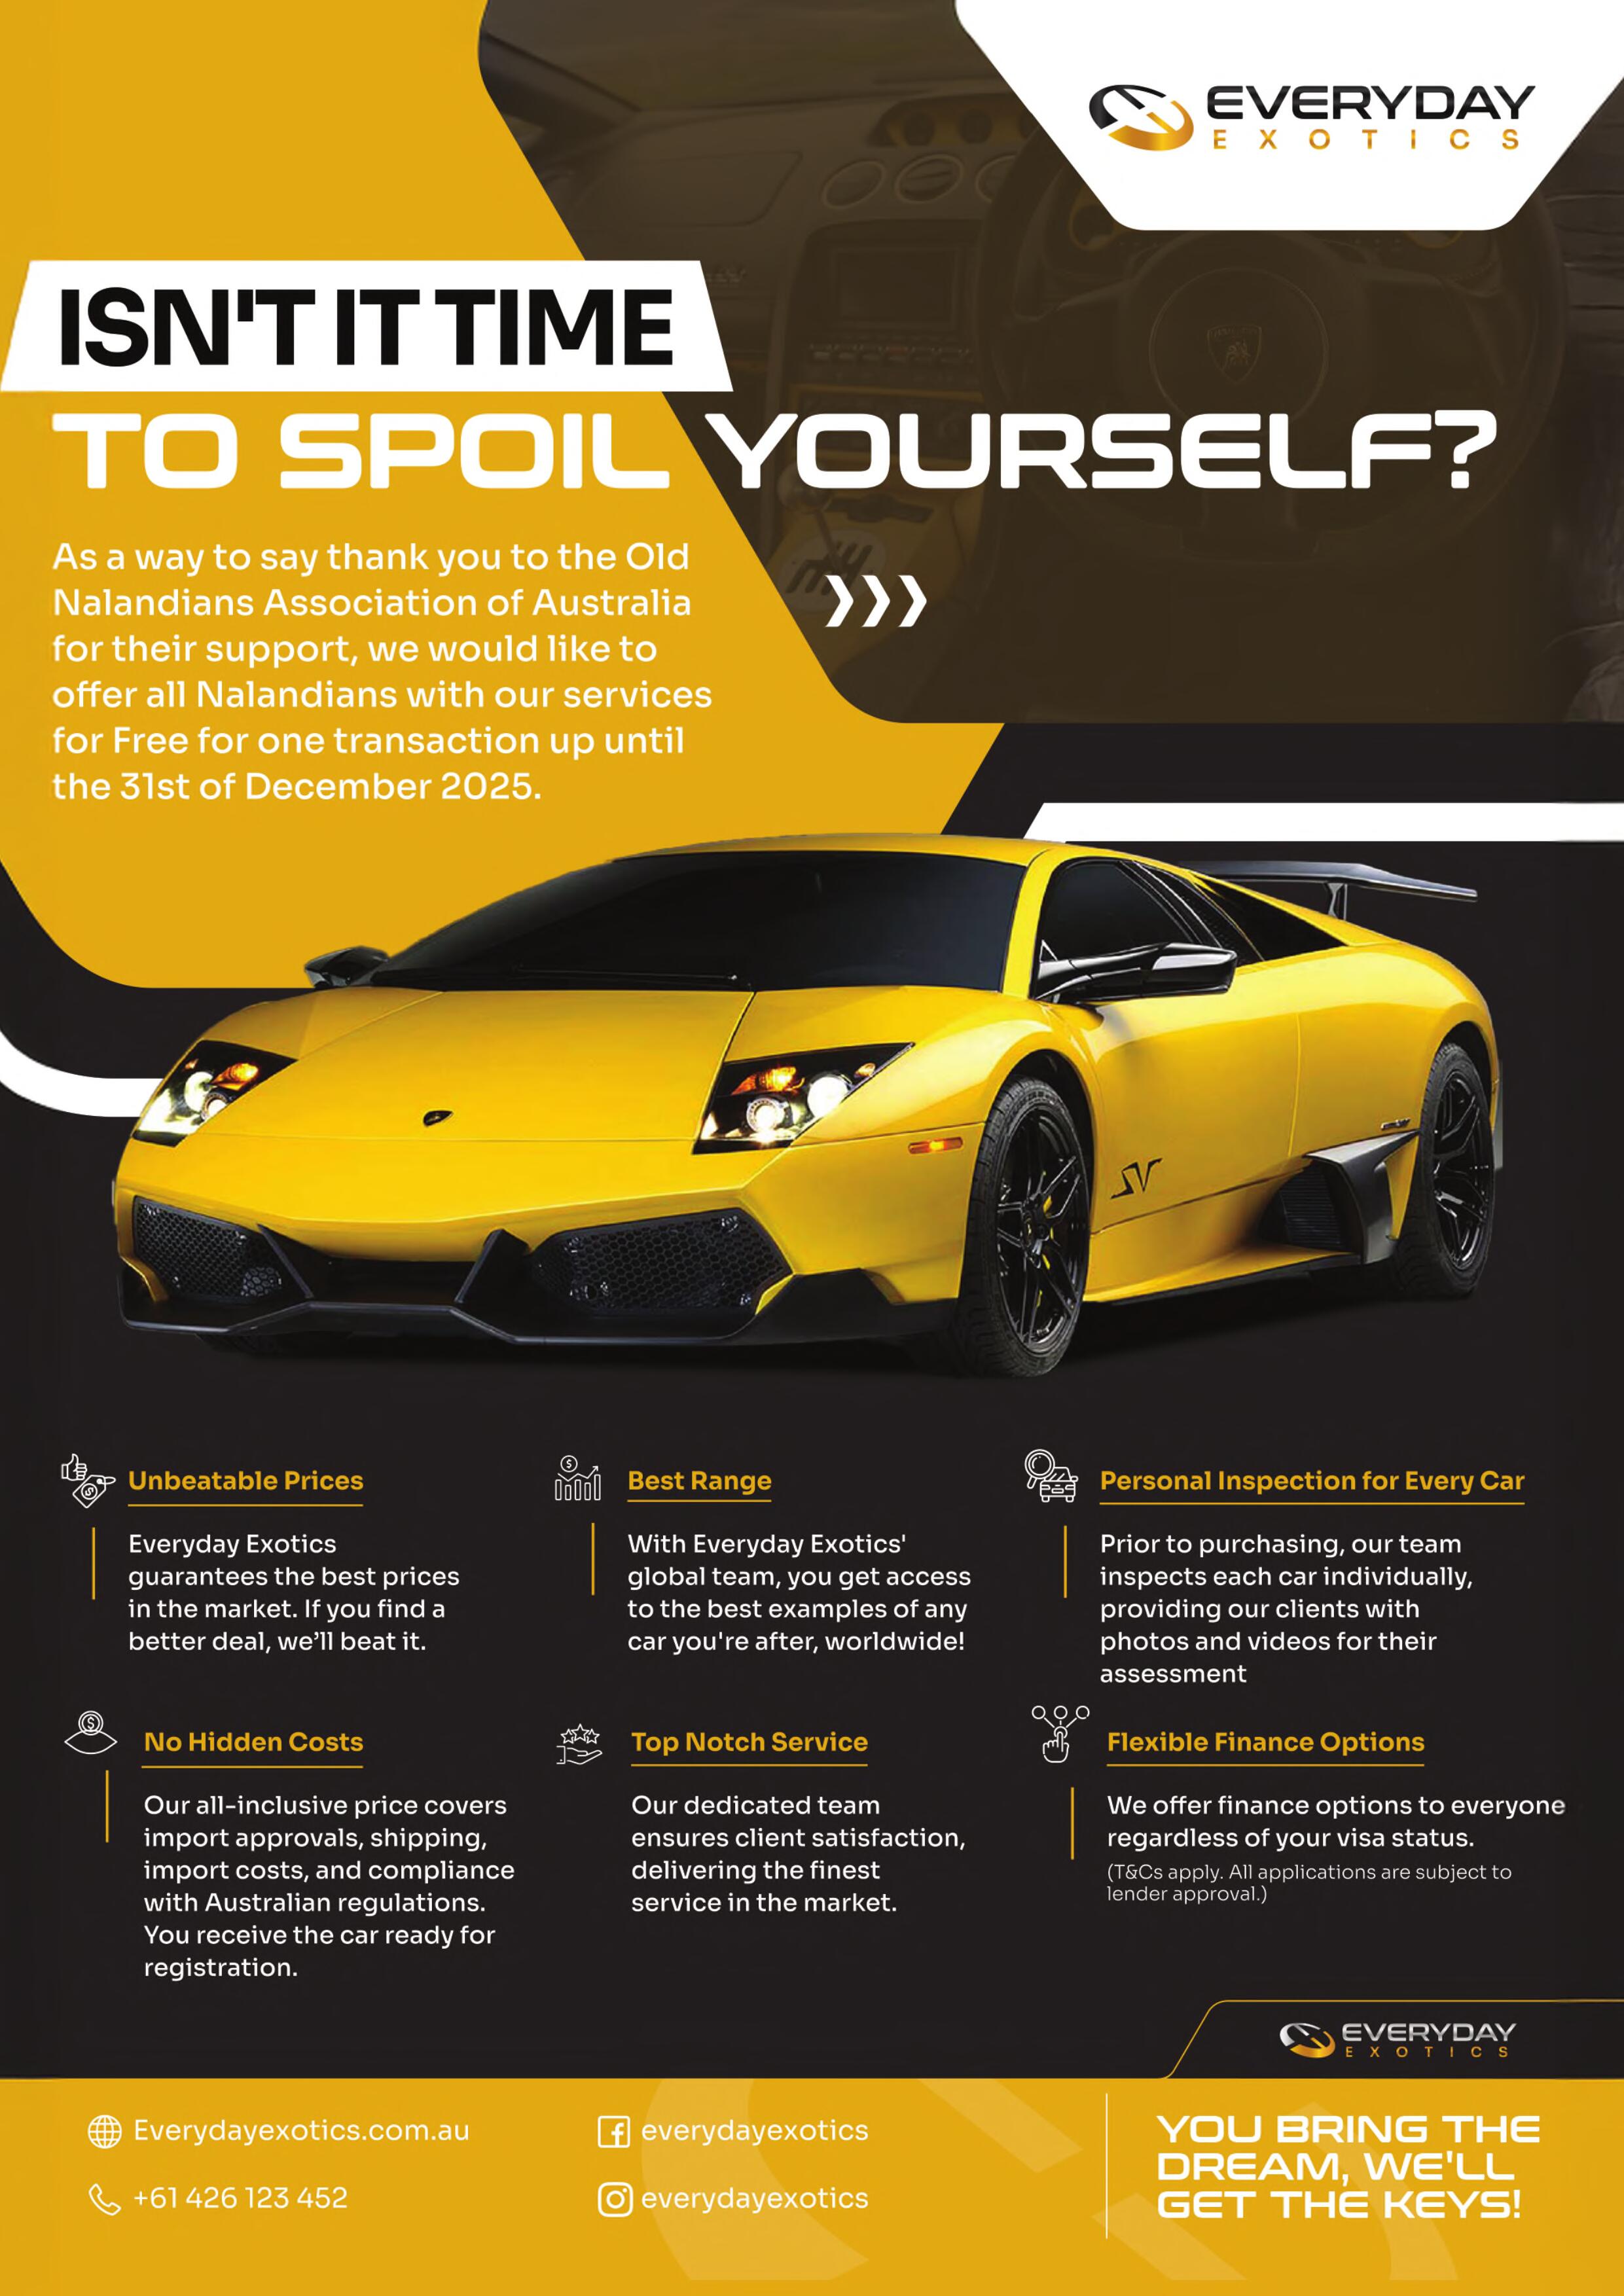 EVERYDAY
EXOTICS
ISN'T IT TIME
TO SPOIL YOURSELF?
As a way to say thank you to the Old
Nalandians Association of Australia
for their support, we would like to
offer all Nalandians with our services
for Free for one transaction up until
the 31st of December 2025.
SV
Unbeatable Prices
Everyday Exotics
guarantees the best prices
in the market. If you find a
better deal, we’ll beat it.
Best Range
With Everyday Exotics'
global team, you get access
to the best examples of any
car you're after, worldwide!
Personal Inspection for Every Car
Prior to purchasing, our team
inspects each car individually,
providing our clients with
photos and videos for their
assessment
No Hidden Costs
Our all-inclusive price covers
import approvals, shipping,
import costs, and compliance
with Australian regulations.
You receive the car ready for
registration.
Top Notch Service
Our dedicated team
ensures client satisfaction,
delivering the finest
service in the market.
Flexible Finance Options
We offer finance options to everyone
regardless of your visa status.
(T&Cs apply. All applications are subject to
lender approval.)
EVERYDAY
EXOTICS
Everydayexotics.com.au
+61 426 123 452
everydayexotics
everydayexotics
YOU BRING THE
DREAM, WE'LL
GET THE KEYS!